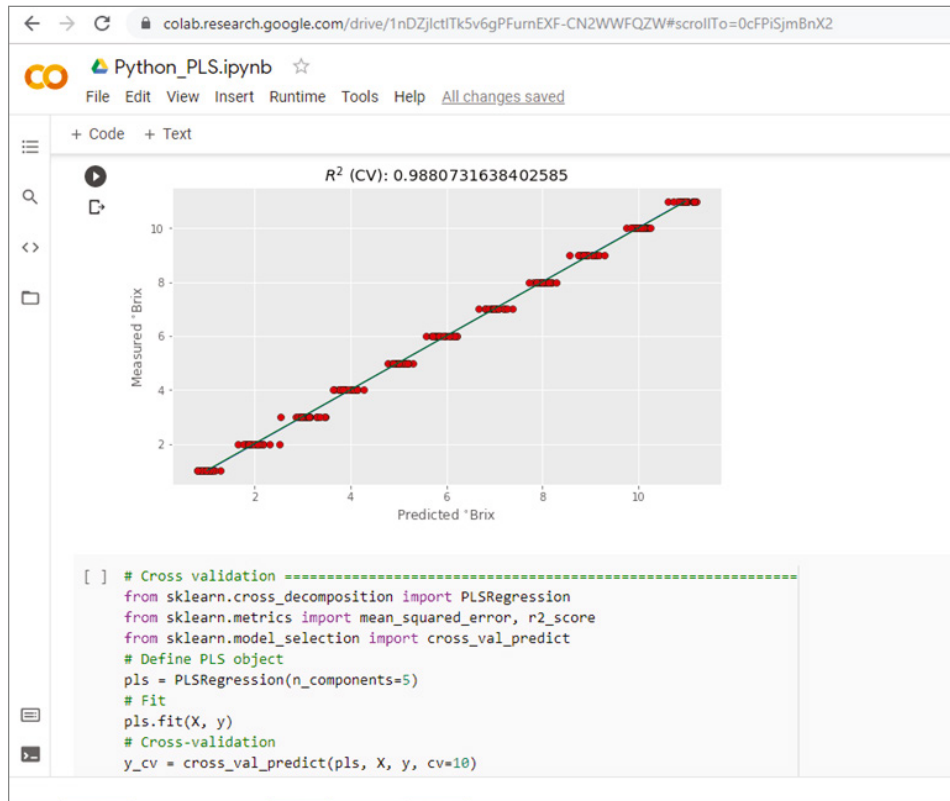 colab.research.google.com/drive/1nDZjlctlTk5v6gPFurnEXF-CN2WWFQZW#scrollTo=0cFPiSjmBnX2
CO Python_PLS.ipynb
File Edit View Insert Runtime Tools Help All changes saved
+ Code + Text
R² (CV): 0.9880731638402585
10
8
6
4
2
Measured °Brix
2 4 6 8 10
Predicted °Brix
[ ] # Cross validation =============================================================
from sklearn.cross_decomposition import PLSRegression
from sklearn.metrics import mean_squared_error, r2_score
from sklearn.model_selection import cross_val_predict
# Define PLS object
pls = PLSRegression(n_components=5)
# Fit
pls.fit(X, y)
# Cross-validation
y_cv = cross_val_predict(pls, X, y, cv=10)